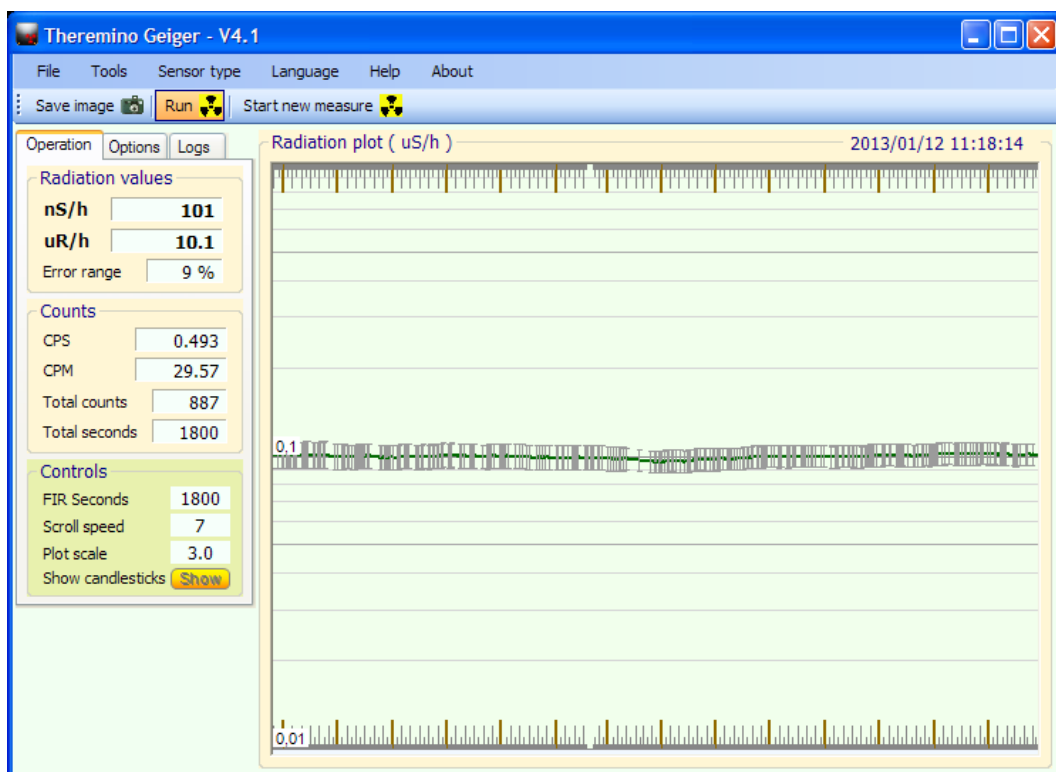 Theremino Geiger - V4.1
File Tools Sensor type Language Help About
Save image Run Start new measure
Operation Options Logs
Radiation values
nS/h 101
uR/h 10.1
Error range 9 %
Counts
CPS 0.493
CPM 29.57
Total counts 887
Total seconds 1800
Controls
FIR Seconds 1800
Scroll speed 7
Plot scale 3.0
Show candlesticks Show
Radiation plot ( uS/h ) 2013/01/12 11:18:14
0,1
0,01